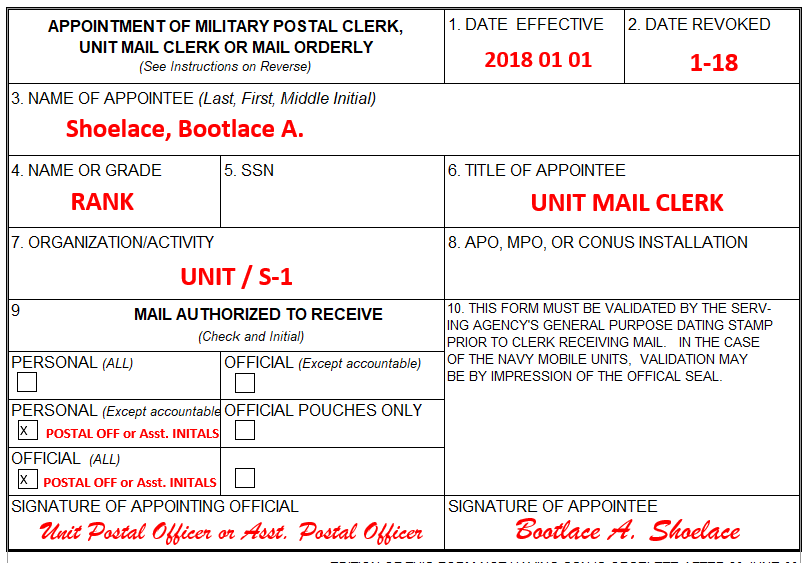 APPOINTMENT OF MILITARY POSTAL CLERK,
UNIT MAIL CLERK OR MAIL ORDERLY
(See Instructions on Reverse)
1. DATE EFFECTIVE
2018 01 01
2. DATE REVOKED
1-18
3. NAME OF APPOINTEE (Last, First, Middle Initial)
Shoelace, Bootlace A.
4. NAME OR GRADE
RANK
5. SSN
6. TITLE OF APPOINTEE
UNIT MAIL CLERK
7. ORGANIZATION/ACTIVITY
UNIT / S-1
8. APO, MPO, OR CONUS INSTALLATION
9
MAIL AUTHORIZED TO RECEIVE
(Check and Initial)
PERSONAL (ALL)
OFFICIAL (Except accountable)
PERSONAL (Except accountable
X POSTAL OFF or Asst. INITALS
OFFICIAL POUCHES ONLY
OFFICIAL (ALL)
X POSTAL OFF or Asst. INITALS
10. THIS FORM MUST BE VALIDATED BY THE SERV-
ING AGENCY'S GENERAL PURPOSE DATING STAMP
PRIOR TO CLERK RECEIVING MAIL. IN THE CASE
OF THE NAVY MOBILE UNITS, VALIDATION MAY
BE BY IMPRESSION OF THE OFFICAL SEAL.
SIGNATURE OF APPOINTING OFFICIAL
Unit Postal Officer or Asst. Postal Officer
SIGNATURE OF APPOINTEE
Bootlace A. Shoelace